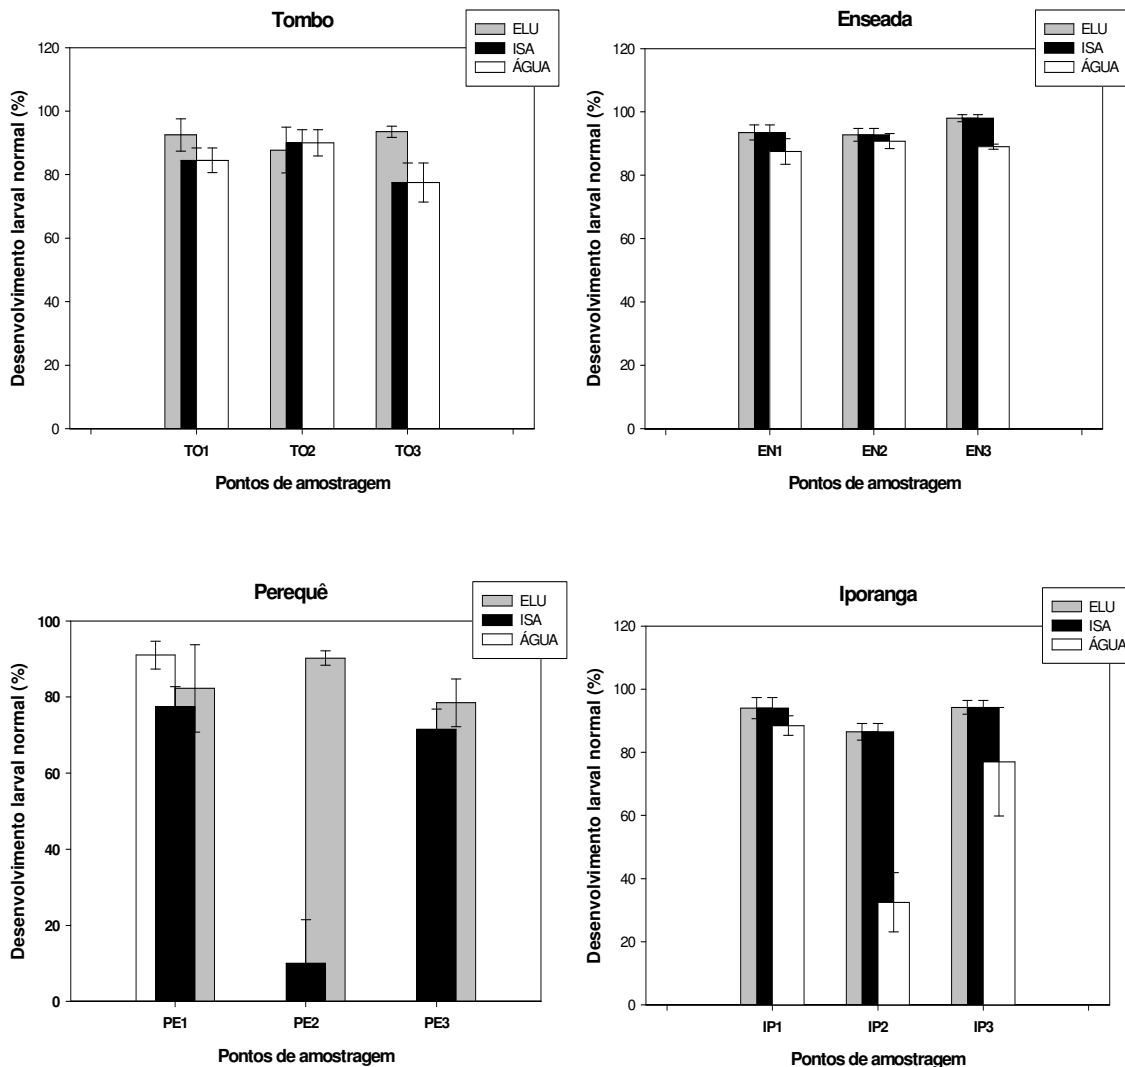 Tombo
ELU
ISA
ÁGUA
Desenvolvimento larval normal (%)
120
100
80
60
40
20
0
TO1 TO2 TO3
Pontos de amostragem
Enseada
ELU
ISA
ÁGUA
Desenvolvimento larval normal (%)
120
100
80
60
40
20
0
EN1 EN2 EN3
Pontos de amostragem
Perequê
ELU
ISA
ÁGUA
Desenvolvimento larval normal (%)
100
80
60
40
20
0
0
PE1 PE2 PE3
Pontos de amostragem
Iporanga
ELU
ISA
ÁGUA
Desenvolvimento larval normal (%)
120
100
80
60
40
20
0
IP1 IP2 IP3
Pontos de amostragem